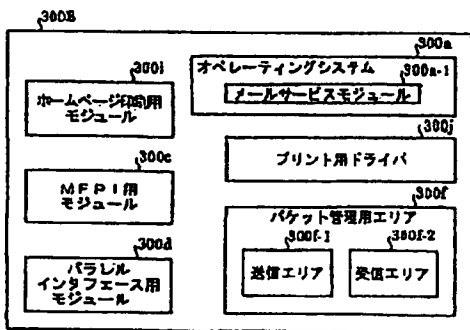 300B
300a
オペレーティングシステム
300a-1
メールサービスモジュール
300i
ホームページ印刷用
モジュール
300j
プリント用ドライバ
300c
MFPI用
モジュール
300f
パケット管理用エリア
300f-1
300f-2
送信エリア
受信エリア
300d
パラレル
インタフェース用
モジュール